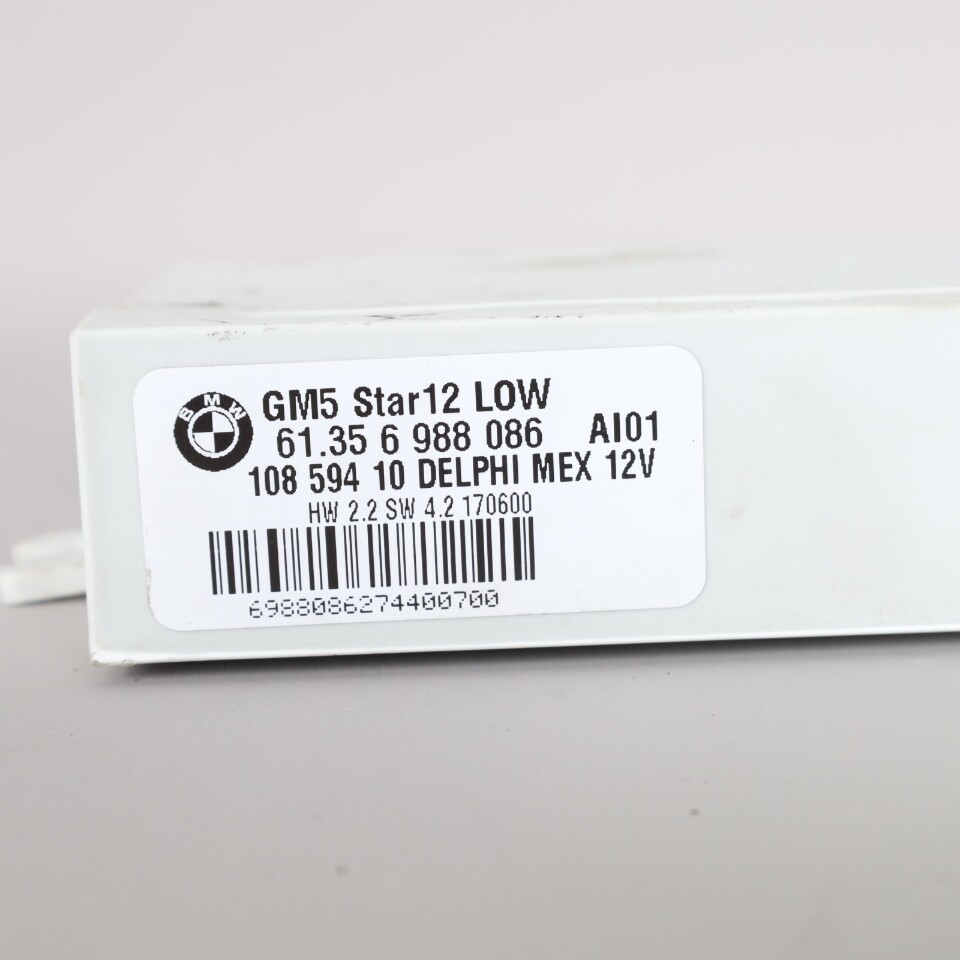 BMW
GM5 Star12 LOW
61.35 6 988 086 AI01
108 594 10 DELPHI MEX 12V
HW 2.2 SW 4.2 170600
6988086274400700